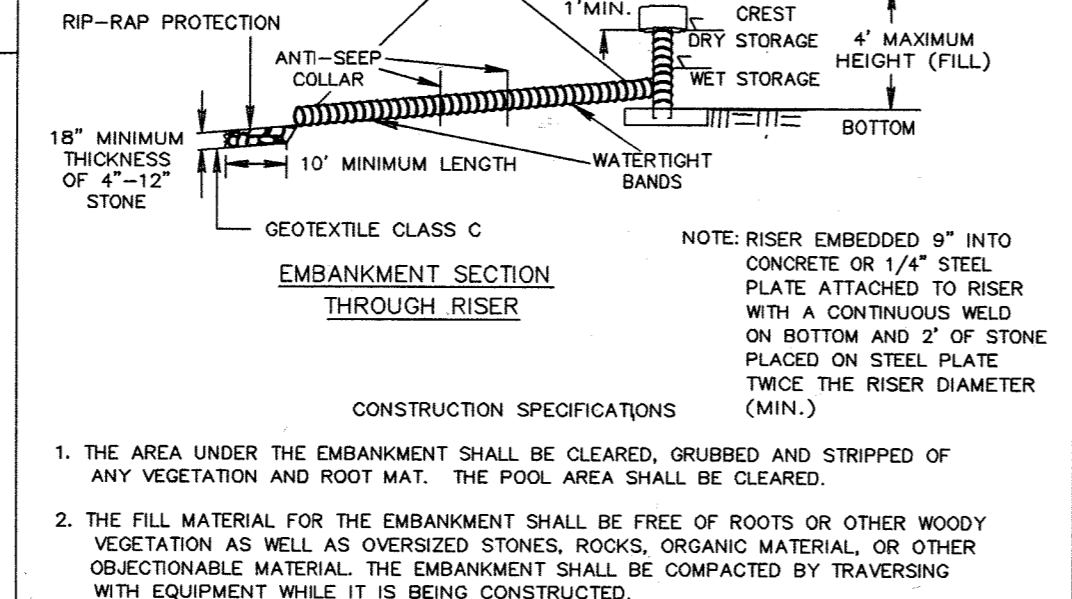 RIP-RAP PROTECTION
1' MIN.
CREST
DRY STORAGE
WET STORAGE
4' MAXIMUM
HEIGHT (FILL)
ANTI-SEEP
COLLAR
BOTTOM
18" MINIMUM
THICKNESS
OF 4"-12"
STONE
10' MINIMUM LENGTH
WATERTIGHT
BANDS
GEOTEXTILE CLASS C
EMBANKMENT SECTION
THROUGH RISER
NOTE: RISER EMBEDDED 9" INTO
CONCRETE OR 1/4" STEEL
PLATE ATTACHED TO RISER
WITH A CONTINUOUS WELD
ON BOTTOM AND 2' OF STONE
PLACED ON STEEL PLATE
TWICE THE RISER DIAMETER
(MIN.)
CONSTRUCTION SPECIFICATIONS
1. THE AREA UNDER THE EMBANKMENT SHALL BE CLEARED, GRUBBED AND STRIPPED OF
ANY VEGETATION AND ROOT MAT. THE POOL AREA SHALL BE CLEARED.
2. THE FILL MATERIAL FOR THE EMBANKMENT SHALL BE FREE OF ROOTS OR OTHER WOODY
VEGETATION AS WELL AS OVERSIZED STONES, ROCKS, ORGANIC MATERIAL, OR OTHER
OBJECTIONABLE MATERIAL. THE EMBANKMENT SHALL BE COMPACTED BY TRAVERSING
WITH EQUIPMENT WHILE IT IS BEING CONSTRUCTED.